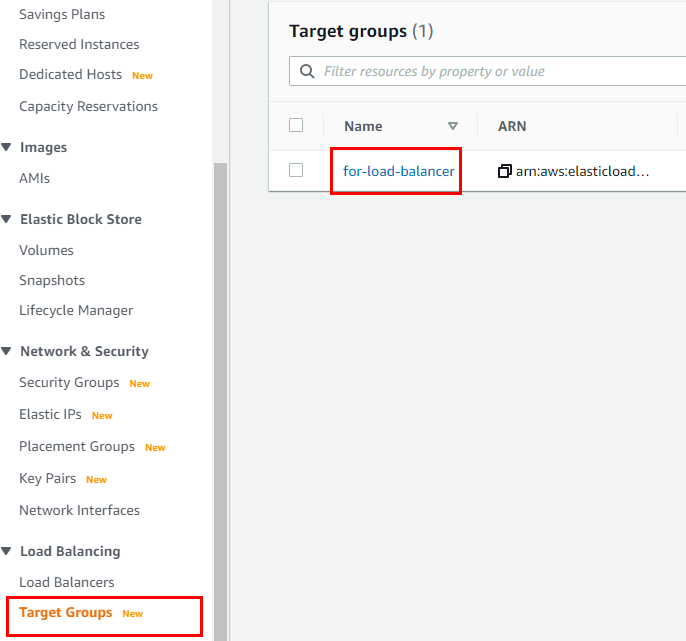 Savings Plans
Reserved Instances
Dedicated Hosts New
Capacity Reservations
Images
AMIs
Elastic Block Store
Volumes
Snapshots
Lifecycle Manager
Network & Security
Security Groups New
Elastic IPs New
Placement Groups New
Key Pairs New
Network Interfaces
Load Balancing
Load Balancers
Target Groups New
Target groups (1)
Filter resources by property or value
Name ARN
for-load-balancer arn:aws:elasticload...